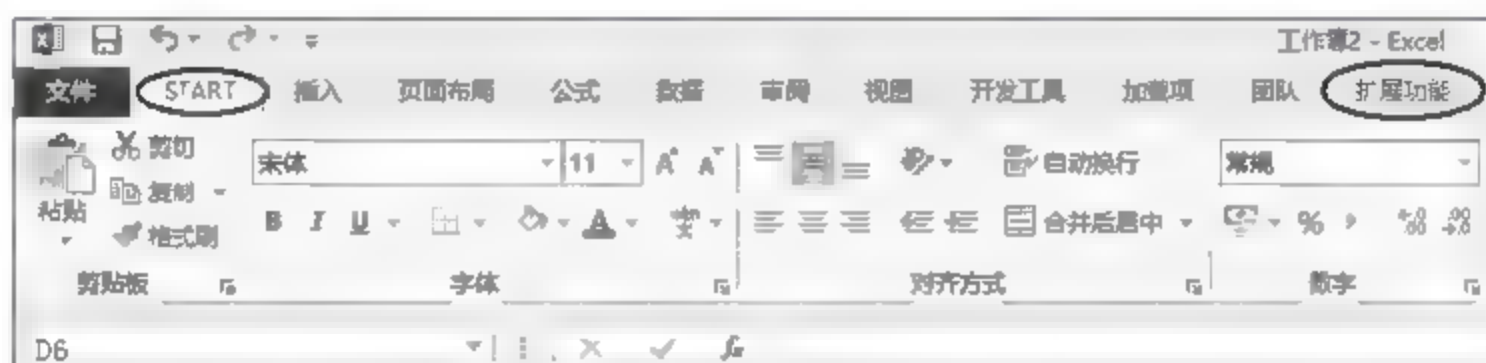 工作簿2 - Excel
文件 START 插入 页面布局 公式 数据 审阅 视图 开发工具 加载项 团队 扩展功能
剪切
宋体 11 A A 自动换行 常规
复制
粘贴
B I U A 合并后居中 % , .00
格式刷
剪贴板 字体 对齐方式 数字
D6 fx